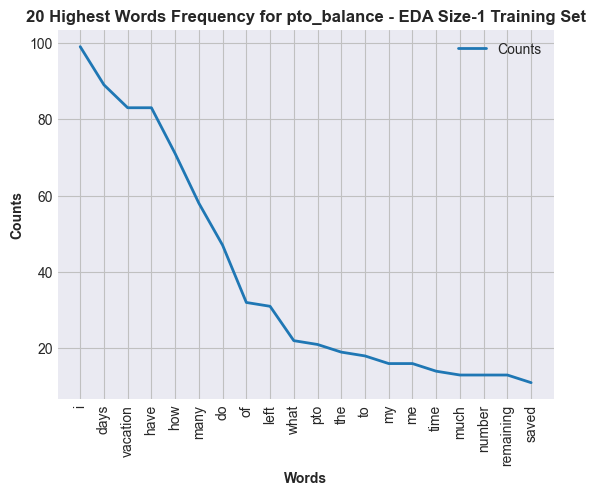 20 Highest Words Frequency for pto_balance - EDA Size-1 Training Set
Counts
100
80
60
40
20
Counts
i
days
vacation
have
how
many
do
of
left
what
pto
the
to
my
me
time
much
number
remaining
saved
Words